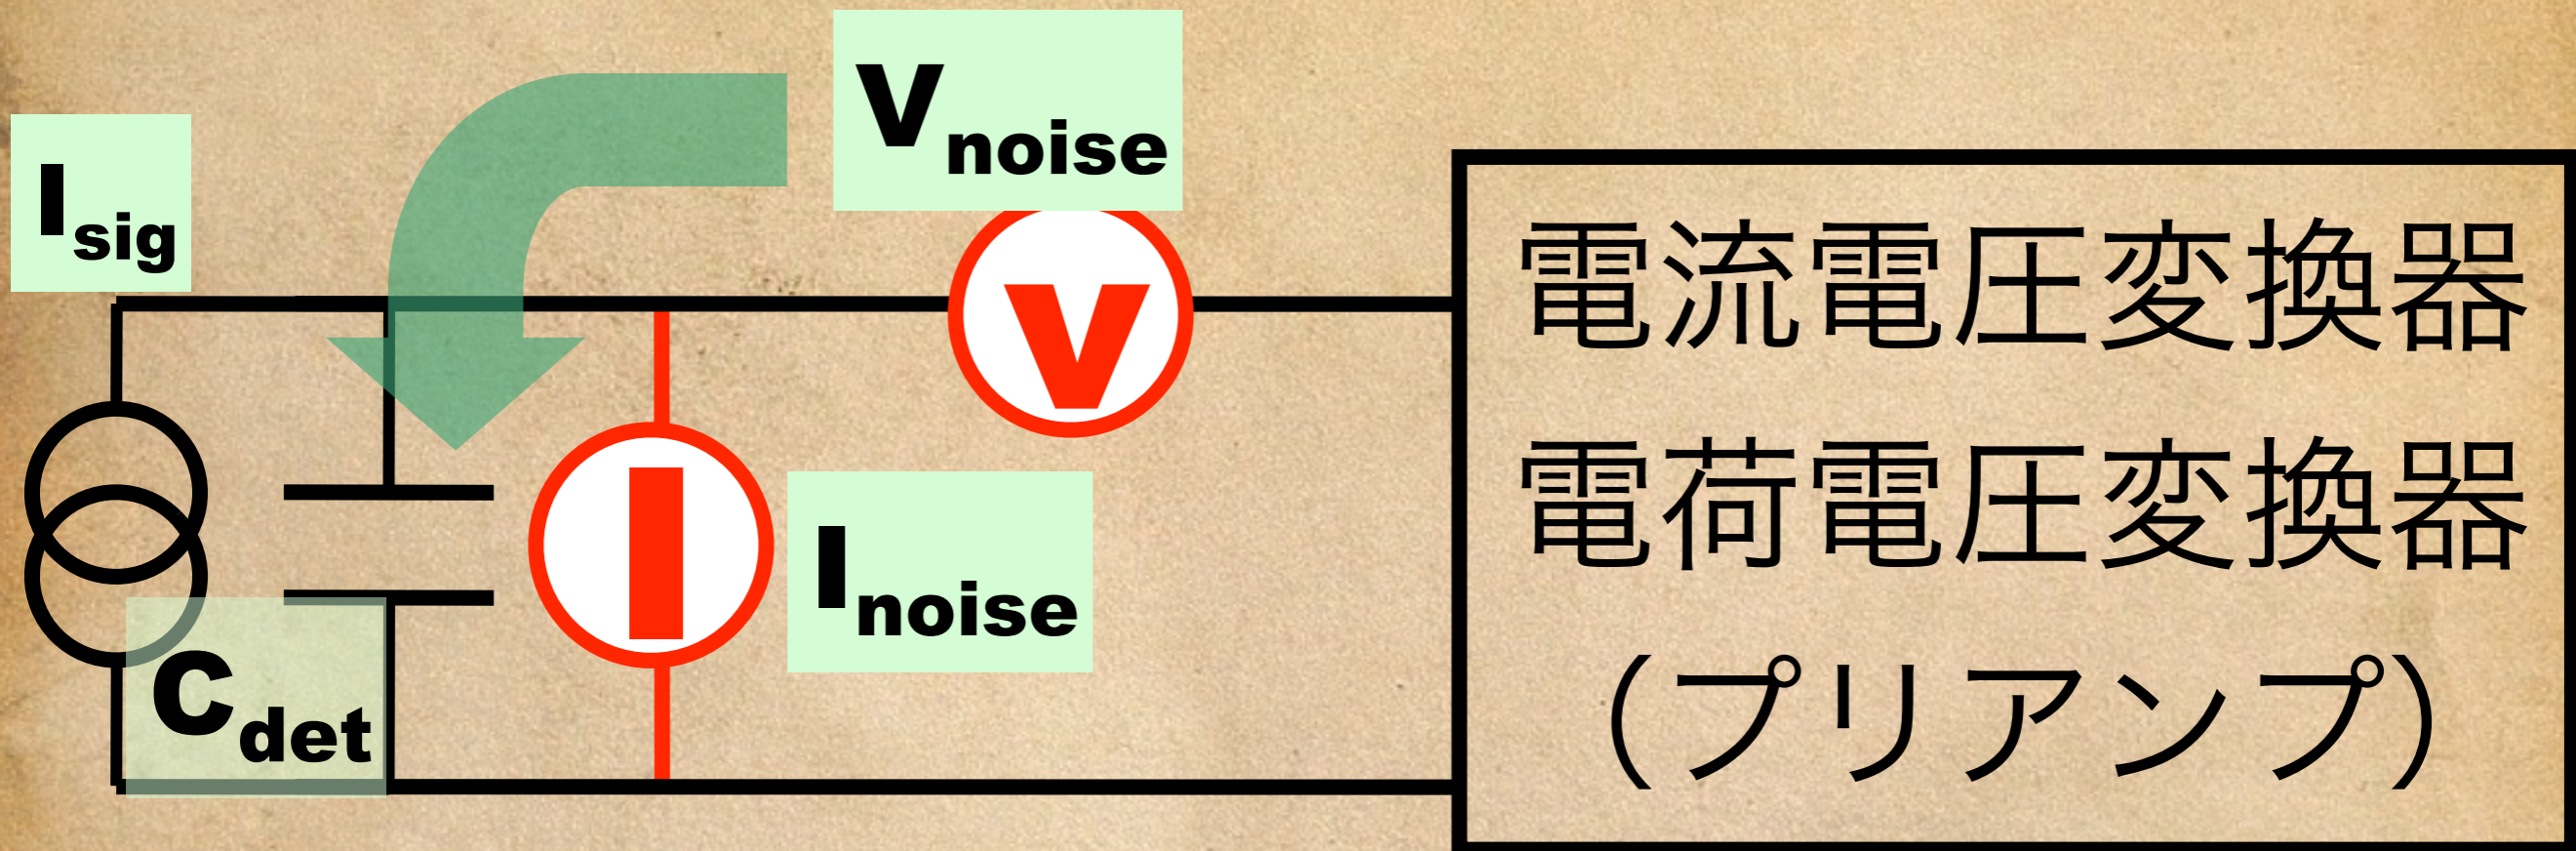 Vnoise
Isig
V
電流電圧変換器
電荷電圧変換器
(プリアンプ)
I
Inoise
Cdet